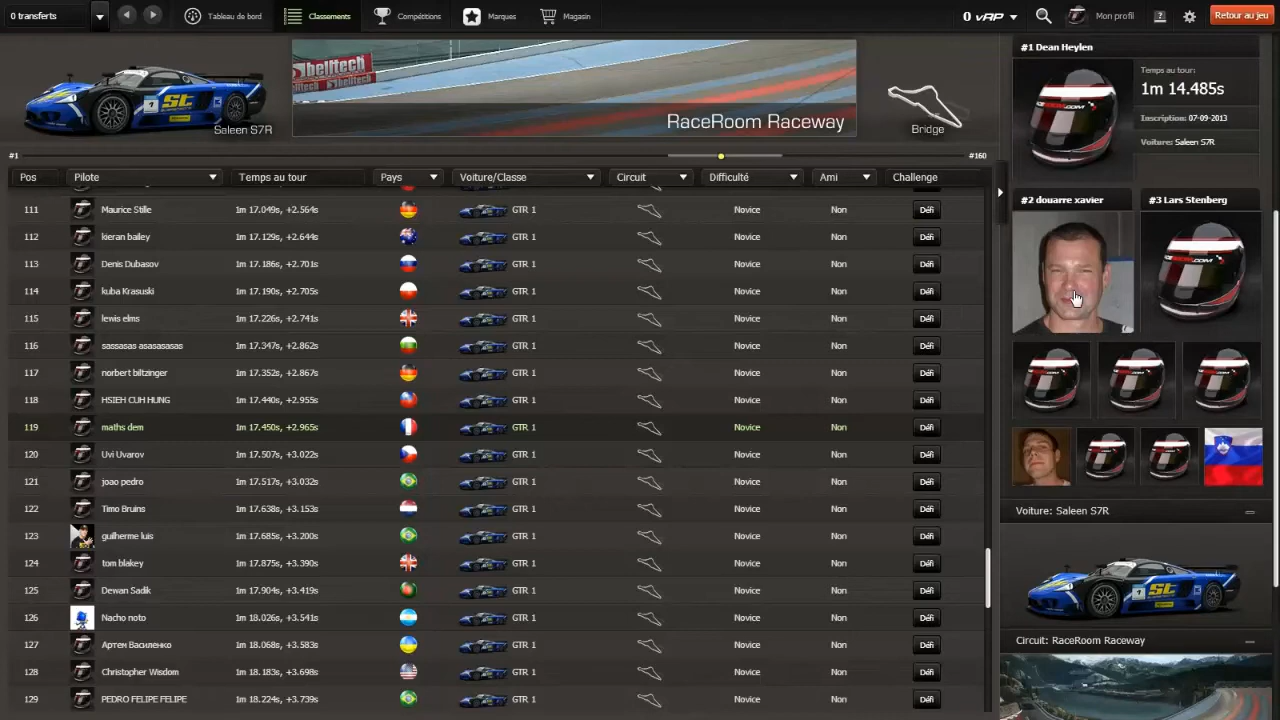 0 transferts
Tableau de bord
Classements
Compétitions
Marques
Magasin
0 vRP
Mon profil
?
Retour au jeu
belltech
belltech
ST
Saleen S7R
RaceRoom Raceway
Bridge
#1
#160
Pos Pilote Temps au tour Pays Voiture/Classe Circuit Difficulté Ami Challenge
111 Maurice Stille 1m 17.049s, +2.564s GTR 1 Novice Non Défi
112 kieran bailey 1m 17.129s, +2.644s GTR 1 Novice Non Défi
113 Denis Dubasov 1m 17.186s, +2.701s GTR 1 Novice Non Défi
114 kuba Krasuski 1m 17.190s, +2.705s GTR 1 Novice Non Défi
115 lewis elms 1m 17.226s, +2.741s GTR 1 Novice Non Défi
116 sassasas asasasasas 1m 17.347s, +2.862s GTR 1 Novice Non Défi
117 norbert biltzinger 1m 17.352s, +2.867s GTR 1 Novice Non Défi
118 HSIEH CUH HUNG 1m 17.440s, +2.955s GTR 1 Novice Non Défi
119 maths dem 1m 17.450s, +2.965s GTR 1 Novice Non Défi
120 Uvi Uvarov 1m 17.507s, +3.022s GTR 1 Novice Non Défi
121 joao pedro 1m 17.517s, +3.032s GTR 1 Novice Non Défi
122 Timo Bruins 1m 17.638s, +3.153s GTR 1 Novice Non Défi
123 guilherme luis 1m 17.685s, +3.200s GTR 1 Novice Non Défi
124 tom blakey 1m 17.875s, +3.390s GTR 1 Novice Non Défi
125 Dewan Sadik 1m 17.904s, +3.419s GTR 1 Novice Non Défi
126 Nacho noto 1m 18.026s, +3.541s GTR 1 Novice Non Défi
127 Артем Василенко 1m 18.068s, +3.583s GTR 1 Novice Non Défi
128 Christopher Wisdom 1m 18.183s, +3.698s GTR 1 Novice Non Défi
129 PEDRO FELIPE FELIPE 1m 18.224s, +3.739s GTR 1 Novice Non Défi
#1 Dean Heylen
Temps au tour:
1m 14.485s
Inscription: 07-09-2013
Voiture: Saleen S7R
#2 douarre xavier
#3 Lars Stenberg
Voiture: Saleen S7R
ST
Circuit: RaceRoom Raceway